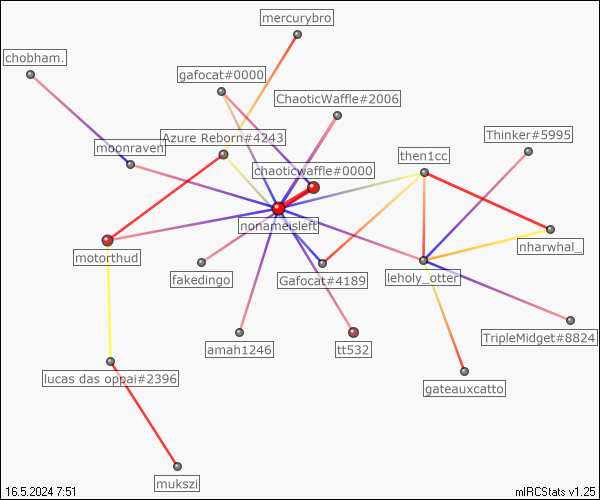 mercurybro
chobham.
gafocat#0000
ChaoticWaffle#2006
Azure Reborn#4243
Thinker#5995
moonraven
then1cc
chaoticwaffle#0000
nonameisleft
nharwhal_
motorthud
fakedingo
Gafocat#4189
leholy_otter
amah1246
tt532
TripleMidget#8824
lucas das oppai#2396
gateauxcatto
mukszi
16.5.2024 7:51
mIRCStats v1.25